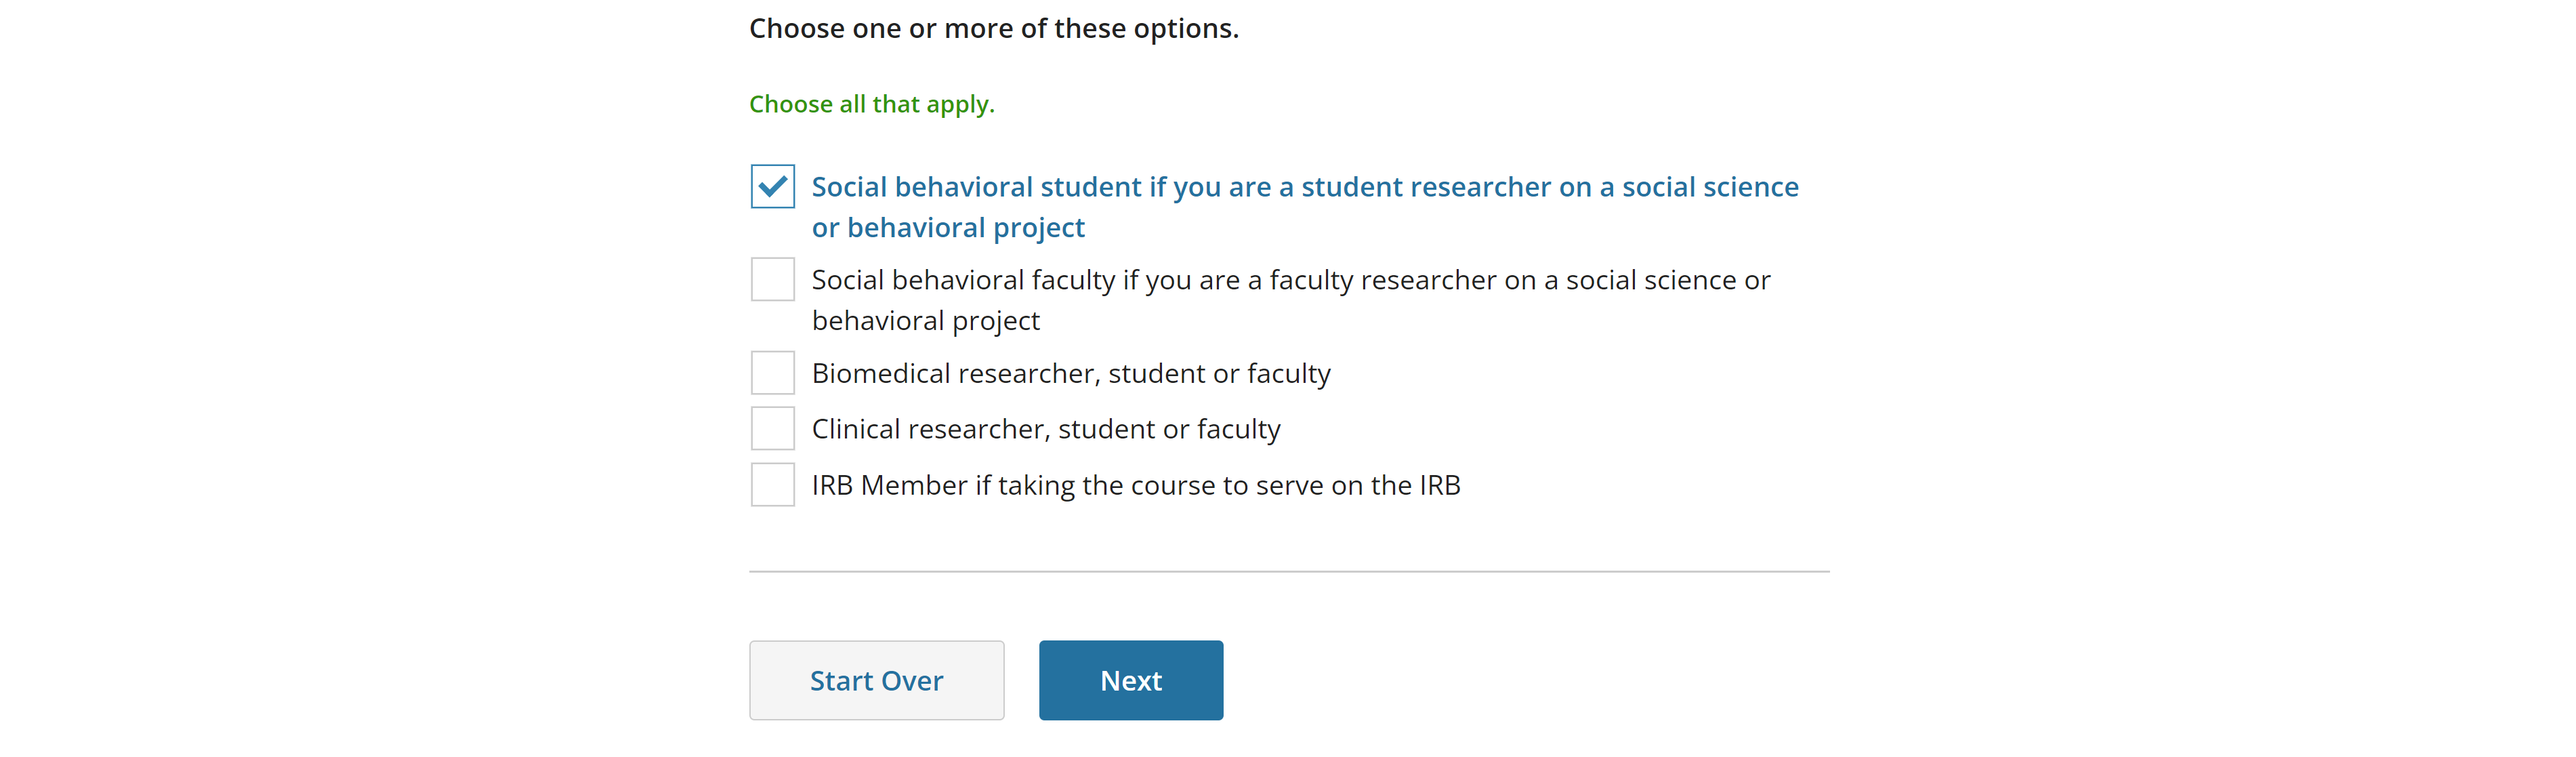 Choose one or more of these options.
Choose all that apply.
Social behavioral student if you are a student researcher on a social science
or behavioral project
Social behavioral faculty if you are a faculty researcher on a social science or
behavioral project
Biomedical researcher, student or faculty
Clinical researcher, student or faculty
IRB Member if taking the course to serve on the IRB
Start Over
Next